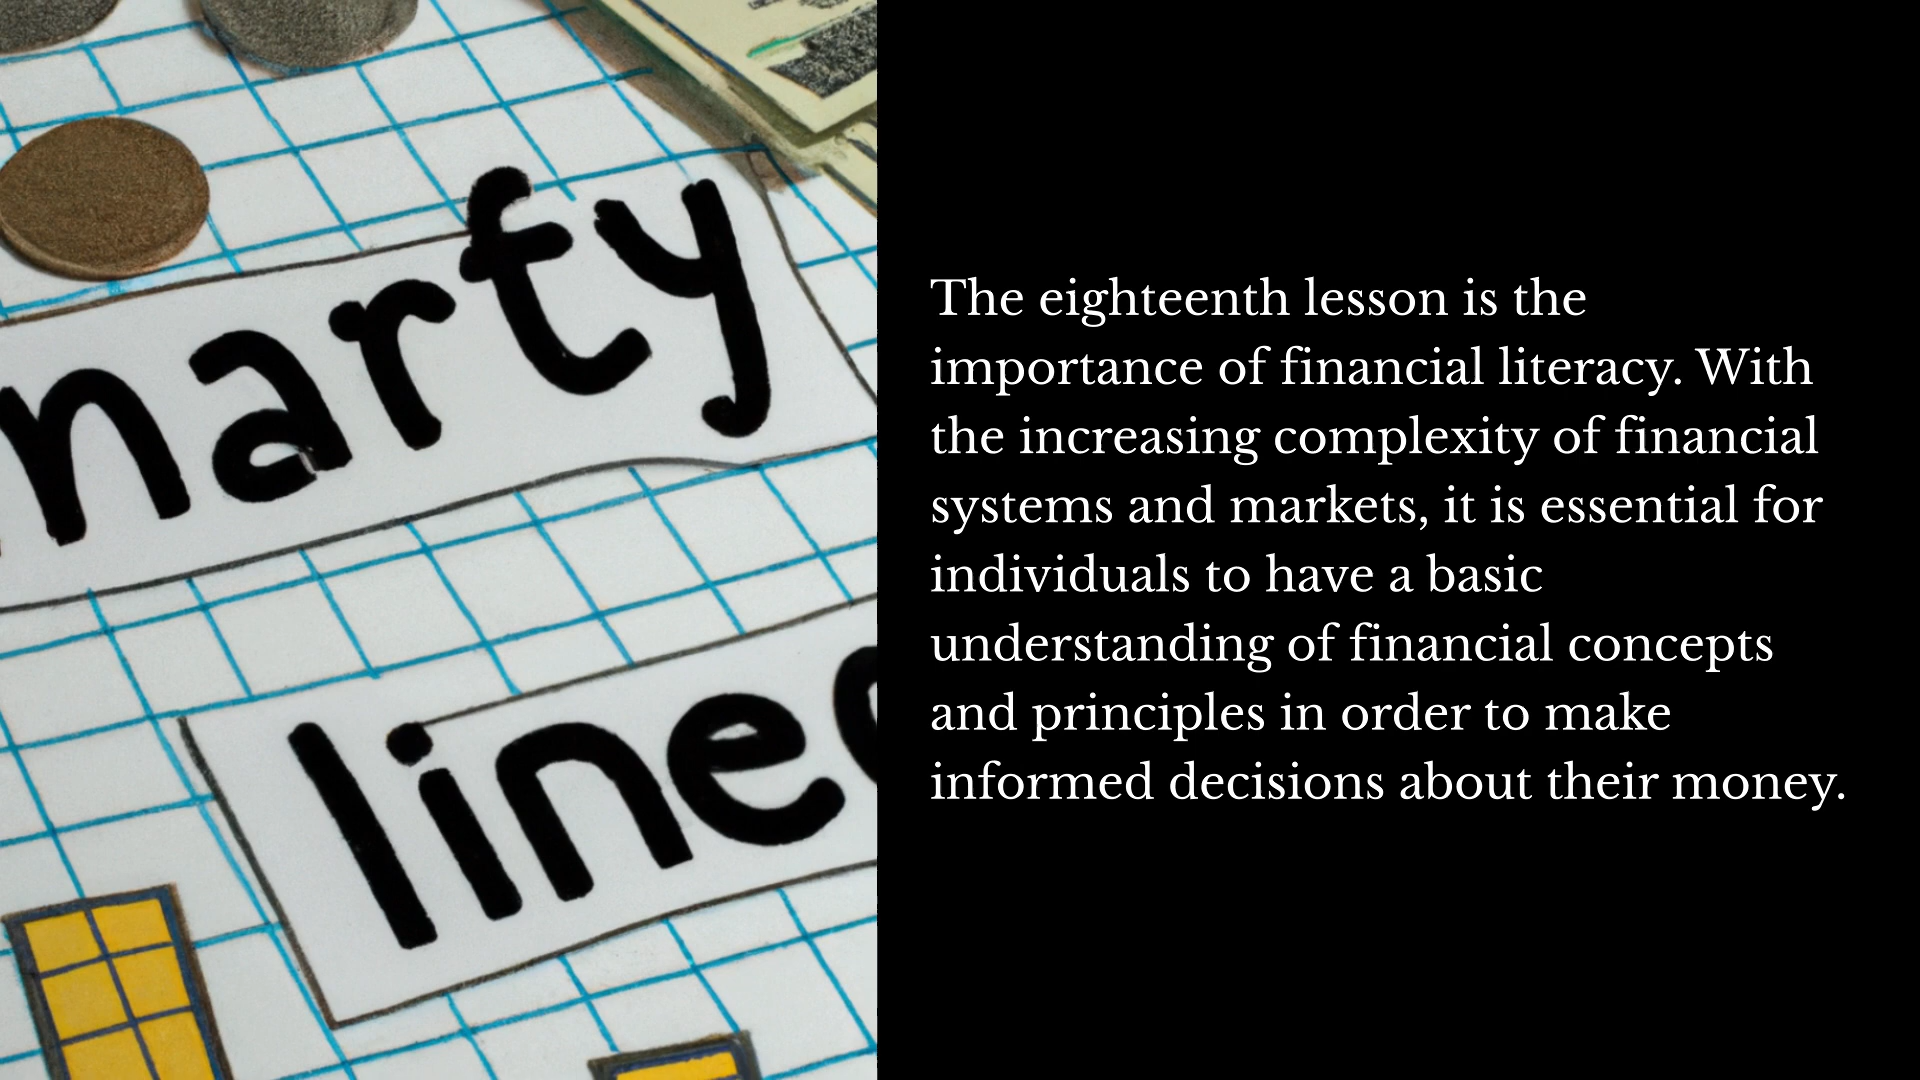 narty
line
The eighteenth lesson is the
importance of financial literacy. With
the increasing complexity of financial
systems and markets, it is essential for
individuals to have a basic
understanding of financial concepts
and principles in order to make
informed decisions about their money.